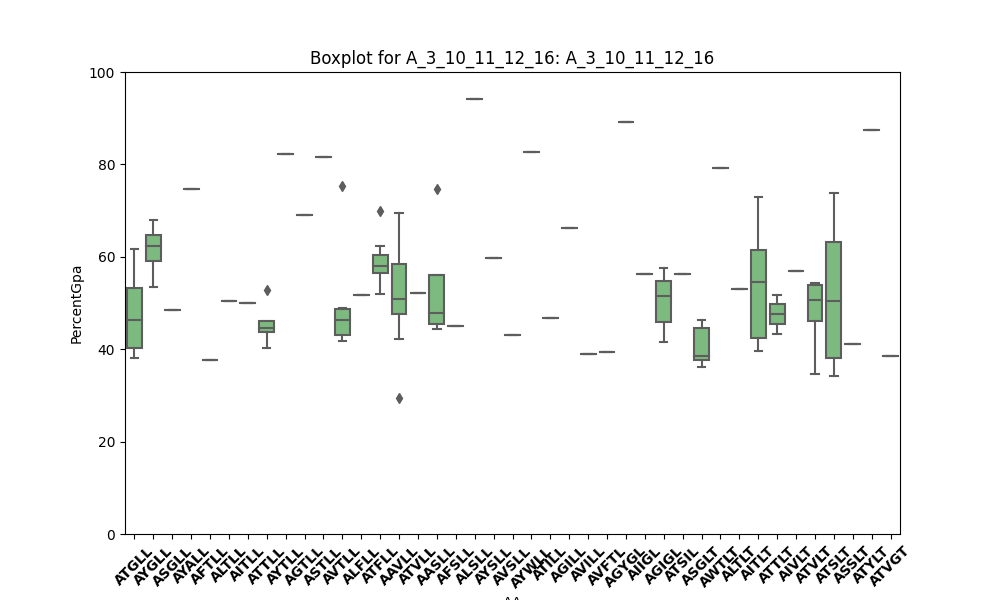 Boxplot for A_3_10_11_12_16: A_3_10_11_12_16
100
80
60
40
20
0
PercentGpa
ATGLL AYGLL ASGLL AYALL AFTLL ALTLL AITLL ATTLL AYTLL AGTLL ASTLL AVTLL ALFLL ATFLL AAVLL ATVLL AASLL AFSLL ALSLL AYSLL AVSLL AYWLL ATILL AGILL AVILL AVFTL AGYGL AIIGL AGIGL ATSIL ASGLT AWTLT ALTLT AITLT ATTLT AIVLT ATVLT ATSLT ASSLT ATYLT ATVGT